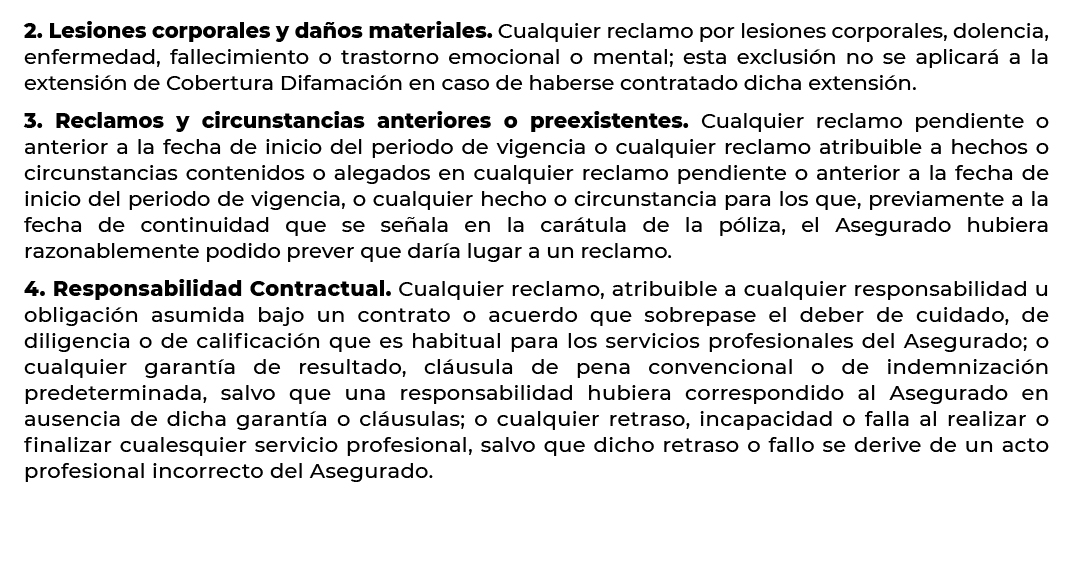 2. Lesiones corporales y daños materiales. Cualquier reclamo por lesiones corporales, dolencia,
enfermedad, fallecimiento o trastorno emocional o mental; esta exclusión no se aplicará a la
extensión de Cobertura Difamación en caso de haberse contratado dicha extensión.
3. Reclamos y circunstancias anteriores o preexistentes. Cualquier reclamo pendiente o
anterior a la fecha de inicio del periodo de vigencia o cualquier reclamo atribuible a hechos o
circunstancias contenidos o alegados en cualquier reclamo pendiente o anterior a la fecha de
inicio del periodo de vigencia, o cualquier hecho o circunstancia para los que, previamente a la
fecha de continuidad que se señala en la carátula de la póliza, el Asegurado hubiera
razonablemente podido prever que daría lugar a un reclamo.
4. Responsabilidad Contractual. Cualquier reclamo, atribuible a cualquier responsabilidad u
obligación asumida bajo un contrato o acuerdo que sobrepase el deber de cuidado, de
diligencia o de calificación que es habitual para los servicios profesionales del Asegurado; o
cualquier garantía de resultado, cláusula de pena convencional o de indemnización
predeterminada, salvo que una responsabilidad hubiera correspondido al Asegurado en
ausencia de dicha garantía o cláusulas; o cualquier retraso, incapacidad o falla al realizar o
finalizar cualesquier servicio profesional, salvo que dicho retraso o fallo se derive de un acto
profesional incorrecto del Asegurado.